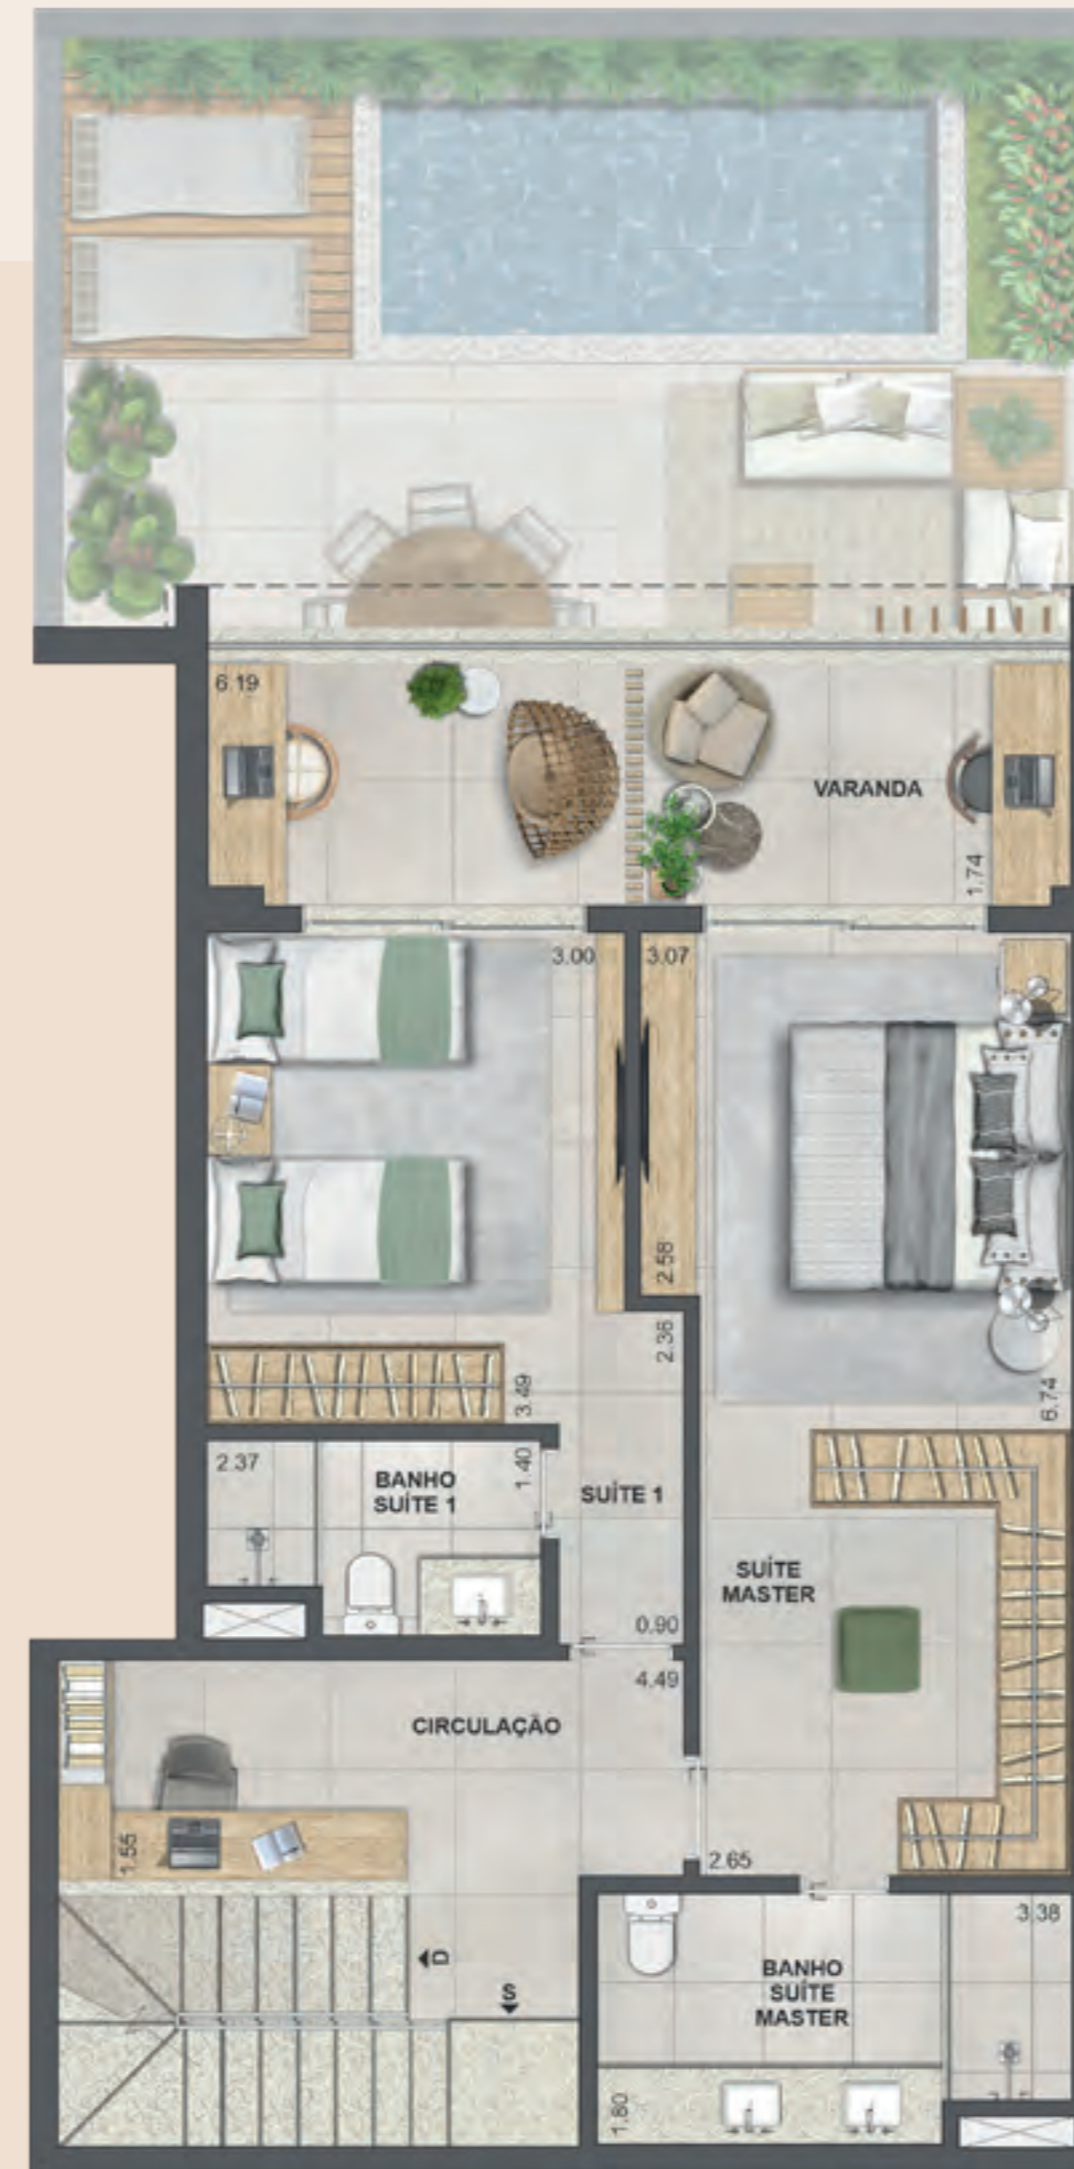 6.19
VARANDA
1.74
3.00
3.07
2.58
2.36
3.49
6.74
2.37
BANHO
SUÍTE 1
1.40
SUÍTE 1
SUÍTE
MASTER
0.90
4.49
CIRCULAÇÃO
1.55
2.65
3.38
D
S
BANHO
SUÍTE
MASTER
1.80